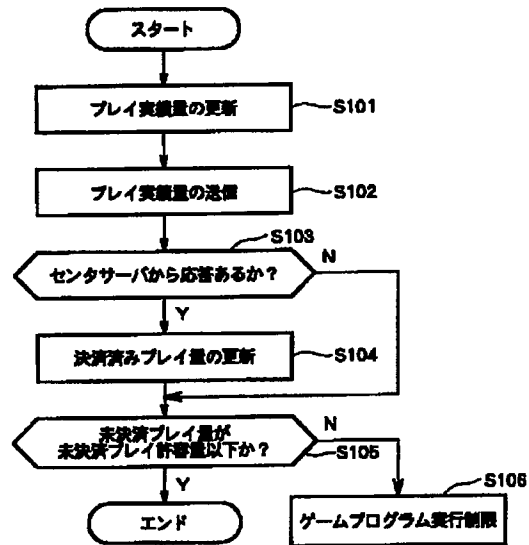 スタート
プレイ実績量の更新
S101
プレイ実績量の送信
S102
S103
センタサーバから応答あるか?
N
Y
決済済みプレイ量の更新
S104
未決済プレイ量が
未決済プレイ許容量以下か?
N
S105
Y
S106
エンド
ゲームプログラム実行制限